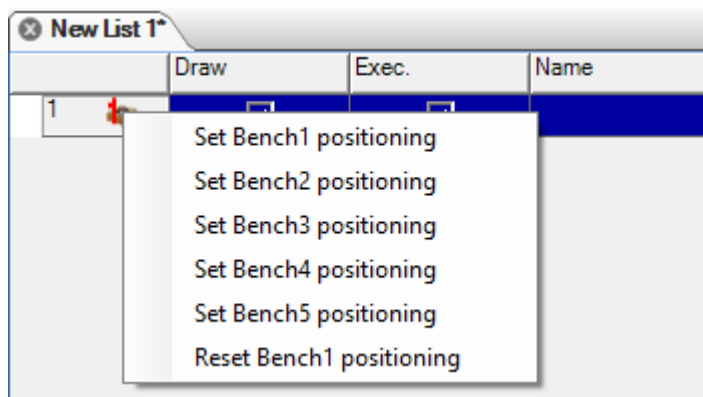 New List 1*
Draw Exec. Name
1
Set Bench1 positioning
Set Bench2 positioning
Set Bench3 positioning
Set Bench4 positioning
Set Bench5 positioning
Reset Bench1 positioning